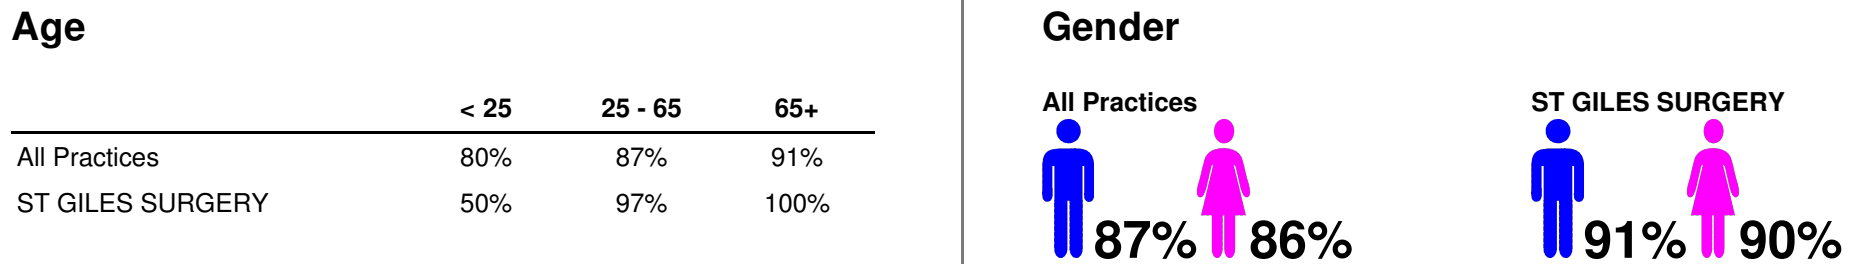 Age
< 25 25 - 65 65+
All Practices 80% 87% 91%
ST GILES SURGERY 50% 97% 100%
Gender
All Practices ST GILES SURGERY
87% 86% 91% 90%